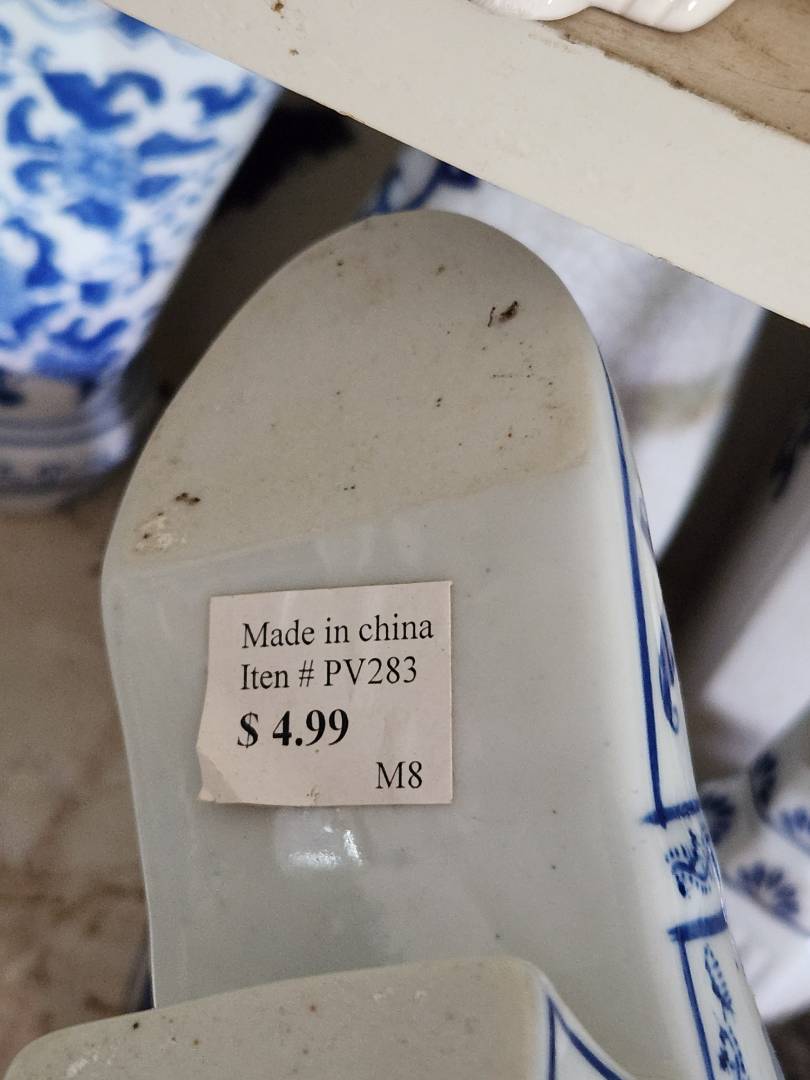 Made in china
Iten # PV283
$ 4.99
M8